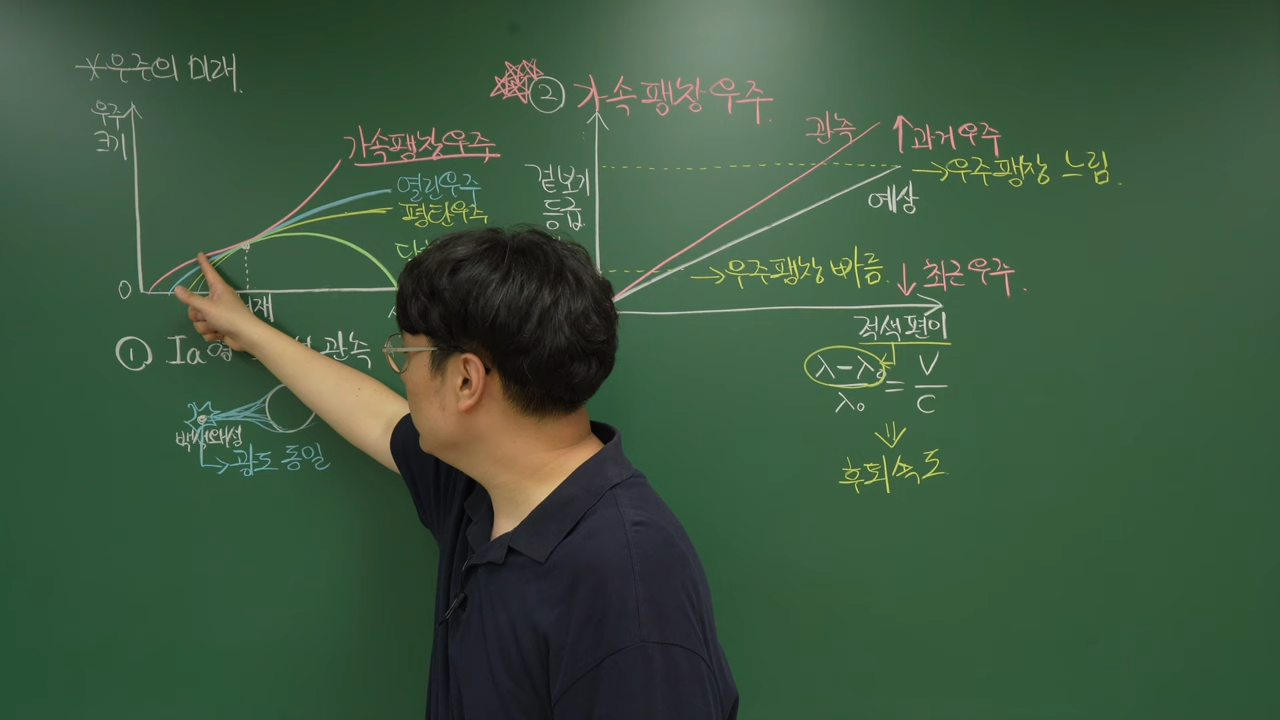 *우주의 미래.
우주
크기
0
가속팽창우주
열린우주
평탄우주
① Ia
관측
백색왜성
→광도 동일
② 가속 팽창 우주.
겉보기
등급
관측
↑과거우주
→우주팽창 느림.
예상
→우주팽창 빠름.
↓최근우주.
적색편이
λ-λ₀
λ₀
=
V
C
⇓
후퇴속도